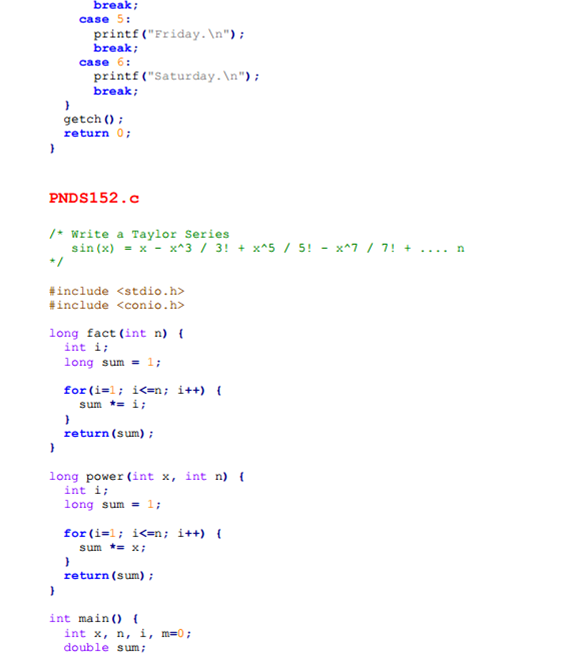 break;
case 5:
printf("Friday.\n");
break;
case 6:
printf("Saturday.\n");
break;
}
getch();
return 0;
}
PNDS152.c
/* Write a Taylor Series
sin(x) = x - x^3 / 3! + x^5 / 5! - x^7 / 7! + .... n
*/
#include <stdio.h>
#include <conio.h>
long fact(int n) {
int i;
long sum = 1;
for(i=1; i<=n; i++) {
sum *= i;
}
return(sum);
}
long power(int x, int n) {
int i;
long sum = 1;
for(i=1; i<=n; i++) {
sum *= x;
}
return(sum);
}
int main() {
int x, n, i, m=0;
double sum;